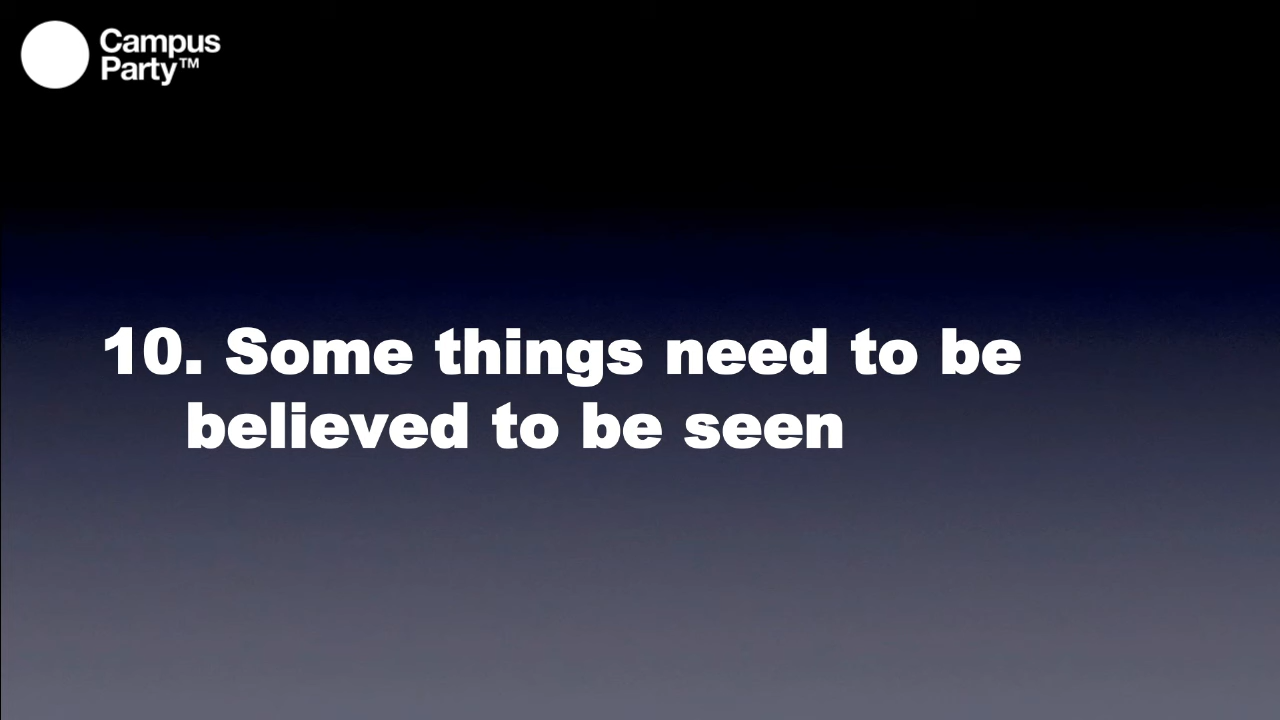 Campus
Party™
10. Some things need to be
believed to be seen